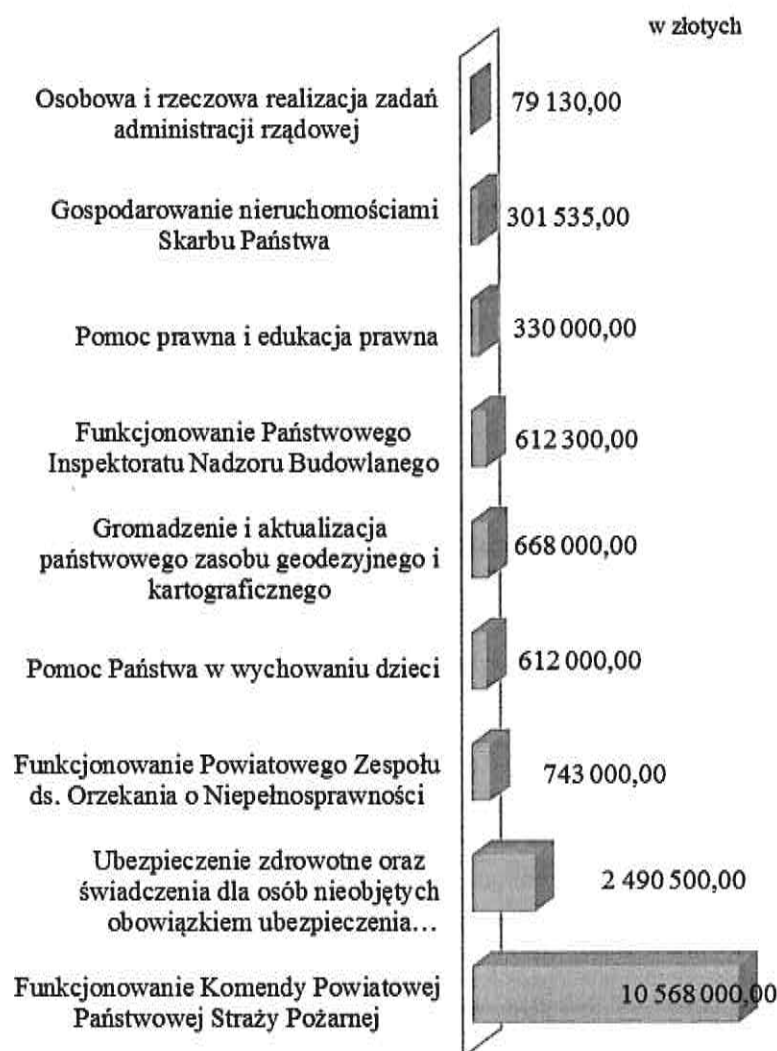 w złotych
Osobowa i rzeczowa realizacja zadań
administracji rządowej
79 130,00
Gospodarowanie nieruchomościami
Skarbu Państwa
301 535,00
Pomoc prawna i edukacja prawna
330 000,00
Funkcjonowanie Państwowego
Inspektoratu Nadzoru Budowlanego
612 300,00
Gromadzenie i aktualizacja
państwowego zasobu geodezyjnego i
kartograficznego
668 000,00
Pomoc Państwa w wychowaniu dzieci
612 000,00
Funkcjonowanie Powiatowego Zespołu
ds. Orzekania o Niepełnosprawności
743 000,00
Ubezpieczenie zdrowotne oraz
świadczenia dla osób nieobjętych
obowiązkiem ubezpieczenia…
2 490 500,00
Funkcjonowanie Komendy Powiatowej
Państwowej Straży Pożarnej
10 568 000,00